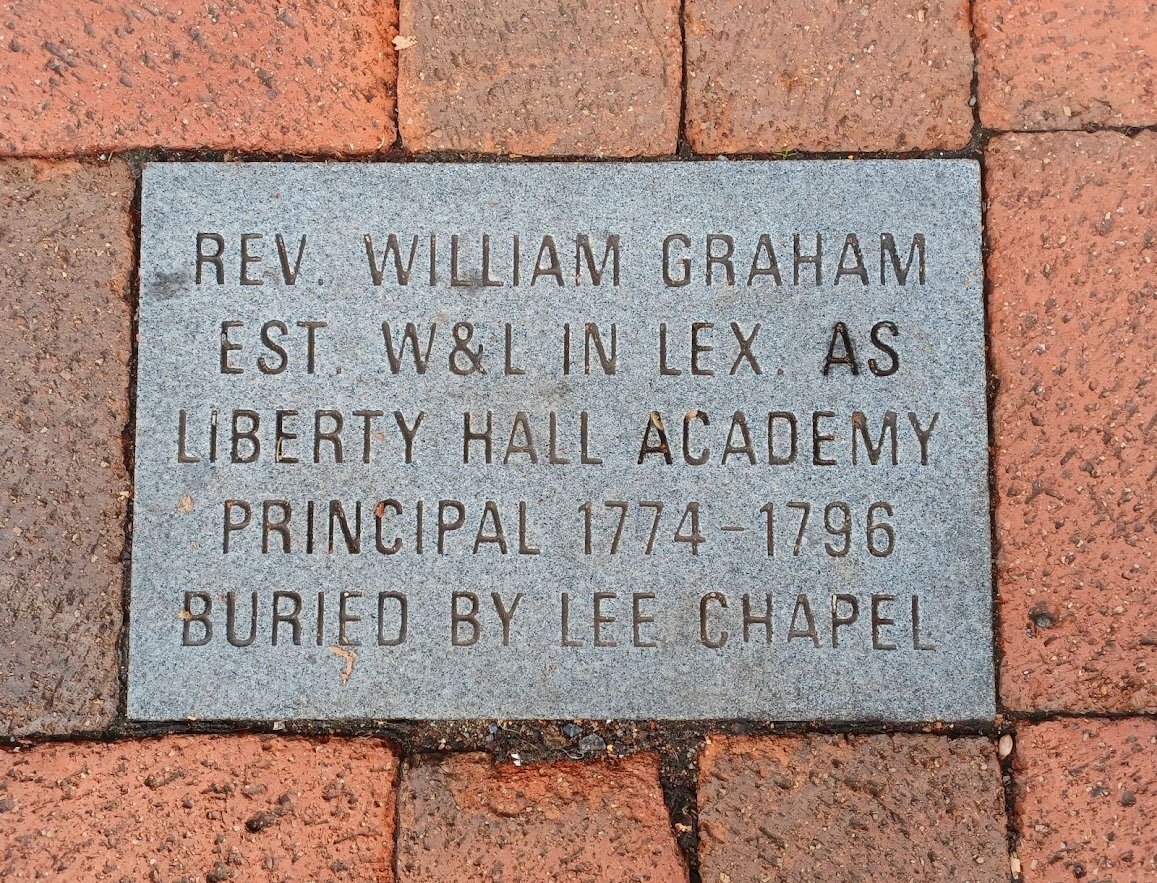 REV. WILLIAM GRAHAM
EST. W&L IN LEX. AS
LIBERTY HALL ACADEMY
PRINCIPAL 1774-1796
BURIED BY LEE CHAPEL